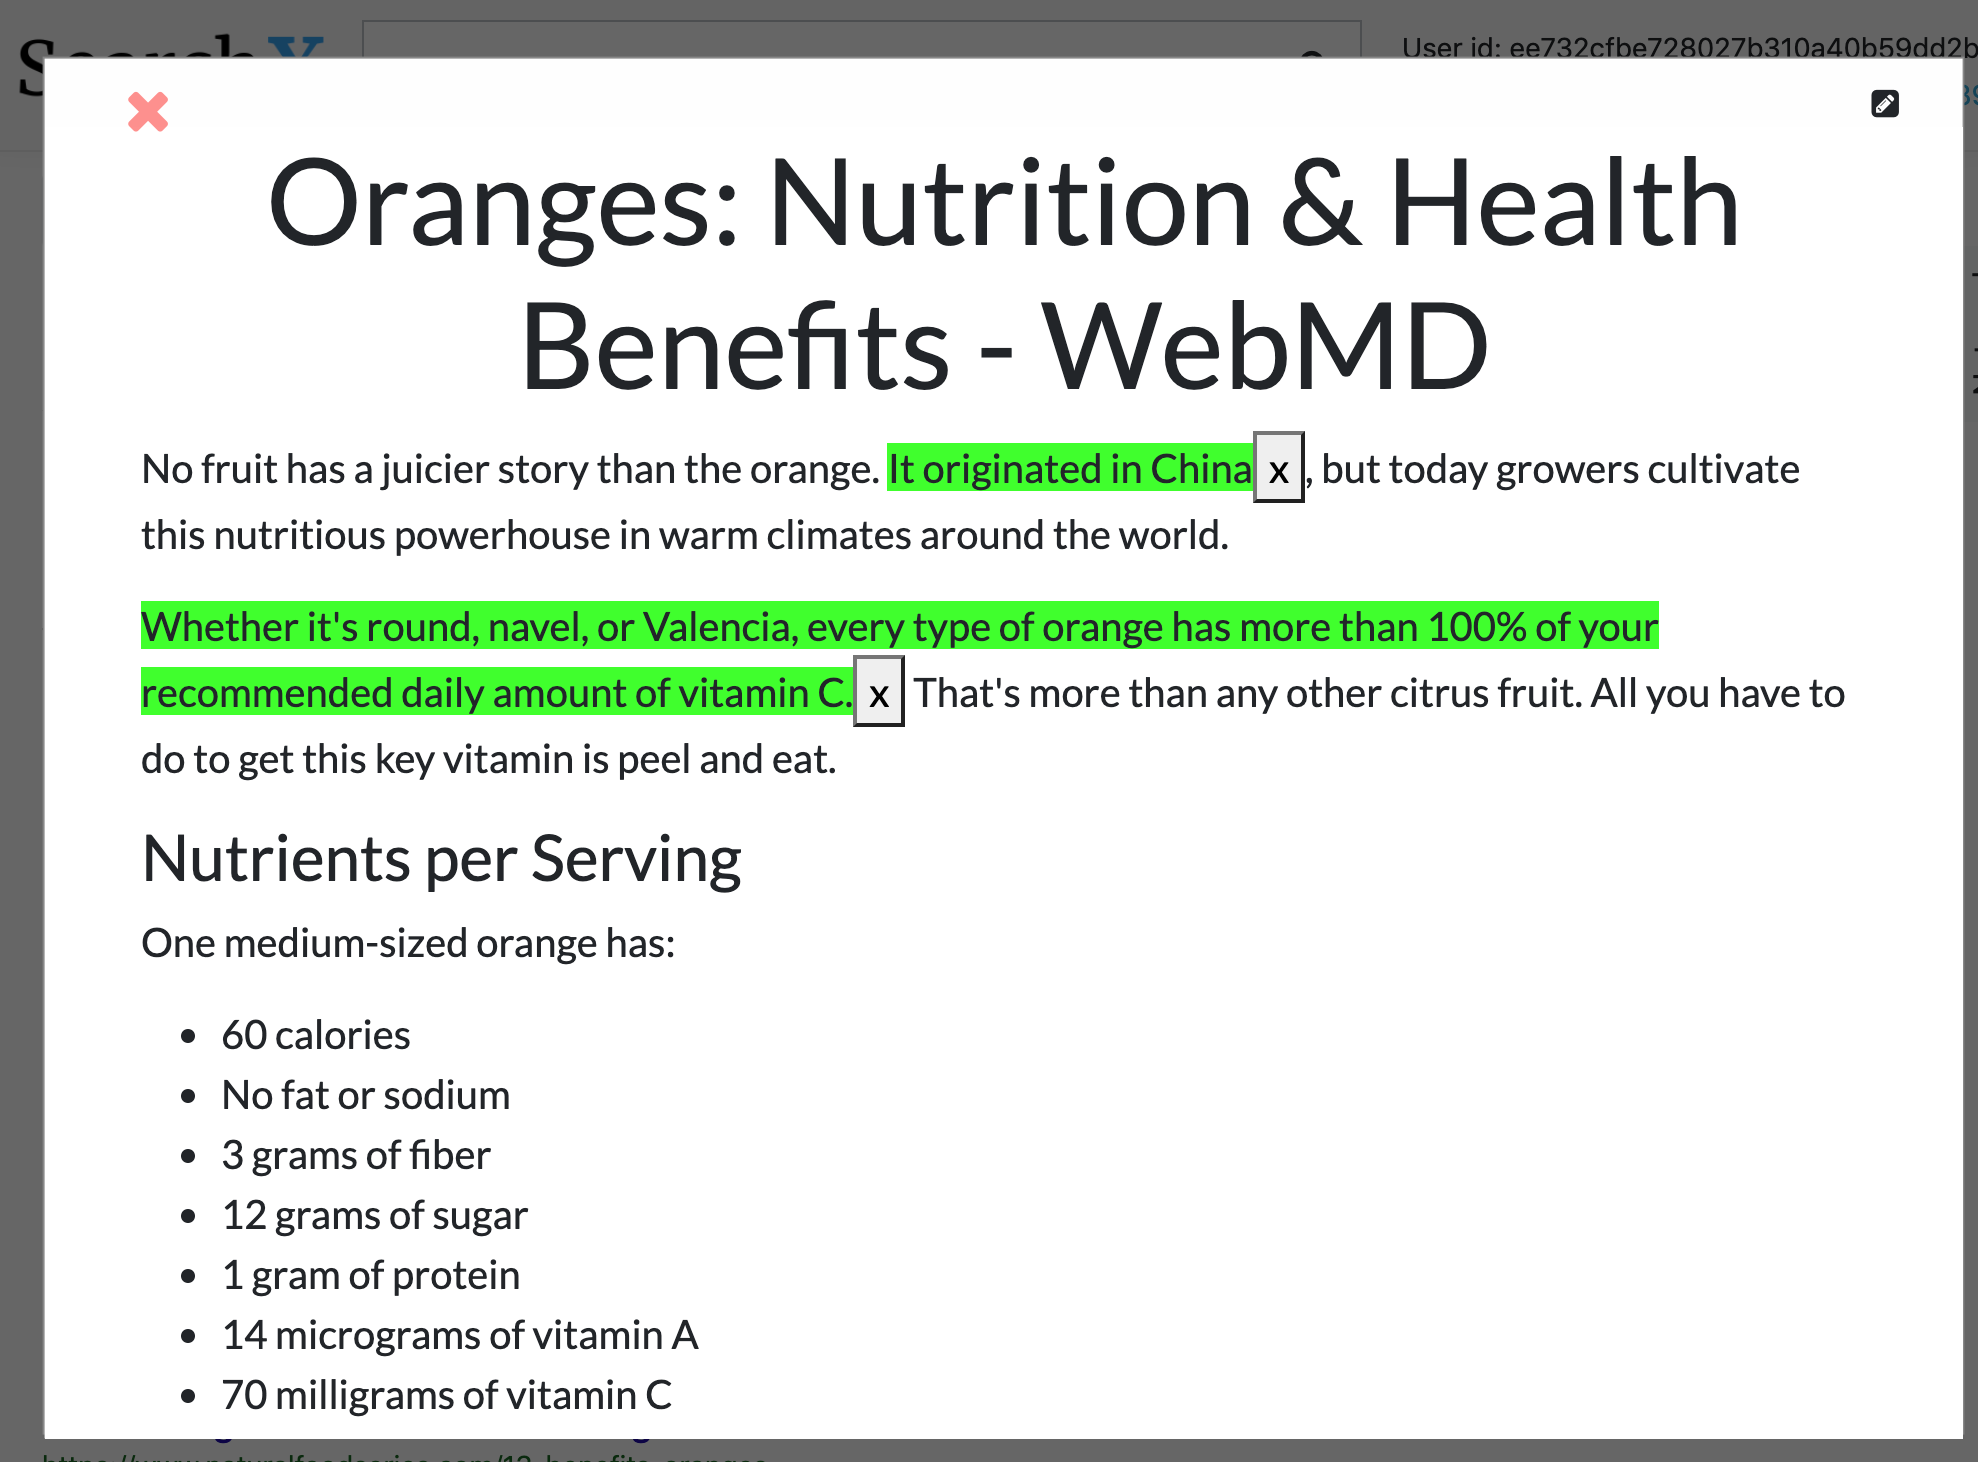 SearchX
User id: ee732cfbe728027b310a40b59dd2b
Oranges: Nutrition & Health
Benefits - WebMD
No fruit has a juicier story than the orange. It originated in China x , but today growers cultivate
this nutritious powerhouse in warm climates around the world.
Whether it's round, navel, or Valencia, every type of orange has more than 100% of your
recommended daily amount of vitamin C. x That's more than any other citrus fruit. All you have to
do to get this key vitamin is peel and eat.
Nutrients per Serving
One medium-sized orange has:
• 60 calories
• No fat or sodium
• 3 grams of fiber
• 12 grams of sugar
• 1 gram of protein
• 14 micrograms of vitamin A
• 70 milligrams of vitamin C